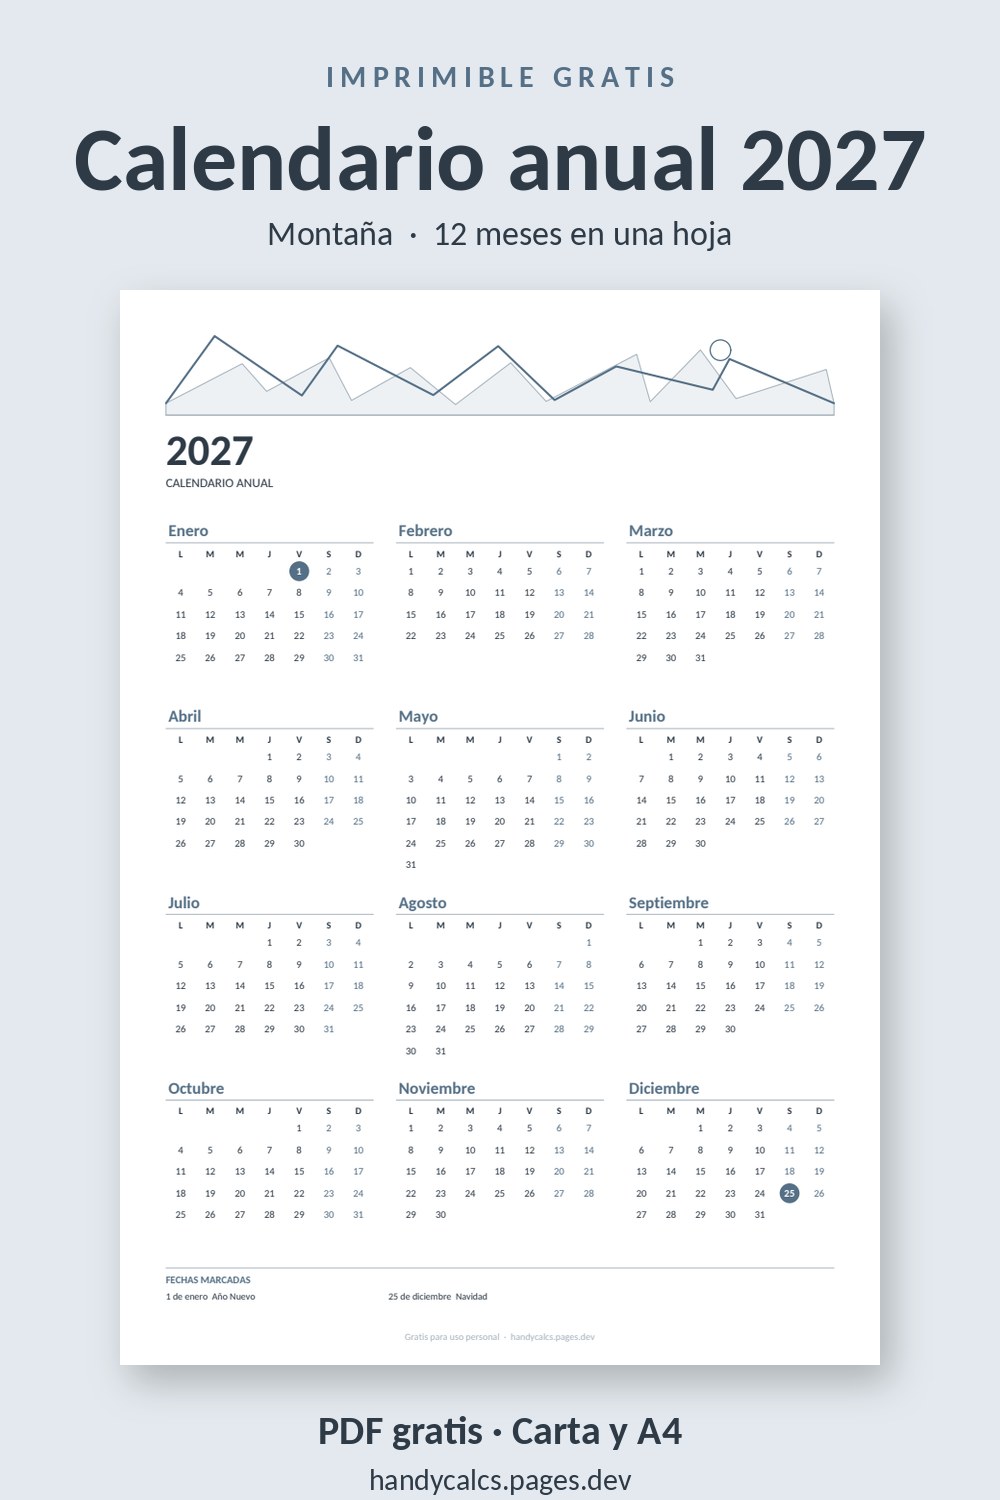 IMPRIMIBLE GRATIS
Calendario anual 2027
Montaña · 12 meses en una hoja
2027
CALENDARIO ANUAL
Enero Febrero Marzo
L M M J V S D L M M J V S D L M M J V S D
1 2 3 1 2 3 4 5 6 7 1 2 3 4 5 6 7
4 5 6 7 8 9 10 8 9 10 11 12 13 14 8 9 10 11 12 13 14
11 12 13 14 15 16 17 15 16 17 18 19 20 21 15 16 17 18 19 20 21
18 19 20 21 22 23 24 22 23 24 25 26 27 28 22 23 24 25 26 27 28
25 26 27 28 29 30 31 29 30 31
Abril Mayo Junio
L M M J V S D L M M J V S D L M M J V S D
1 2 3 4 1 2 1 2 3 4 5 6
5 6 7 8 9 10 11 3 4 5 6 7 8 9 7 8 9 10 11 12 13
12 13 14 15 16 17 18 10 11 12 13 14 15 16 14 15 16 17 18 19 20
19 20 21 22 23 24 25 17 18 19 20 21 22 23 21 22 23 24 25 26 27
26 27 28 29 30 24 25 26 27 28 29 30 28 29 30
31
Julio Agosto Septiembre
L M M J V S D L M M J V S D L M M J V S D
1 2 3 4 1 1 2 3 4 5
5 6 7 8 9 10 11 2 3 4 5 6 7 8 6 7 8 9 10 11 12
12 13 14 15 16 17 18 9 10 11 12 13 14 15 13 14 15 16 17 18 19
19 20 21 22 23 24 25 16 17 18 19 20 21 22 20 21 22 23 24 25 26
26 27 28 29 30 31 23 24 25 26 27 28 29 27 28 29 30
30 31
Octubre Noviembre Diciembre
L M M J V S D L M M J V S D L M M J V S D
1 2 3 1 2 3 4 5 6 7 1 2 3 4 5
4 5 6 7 8 9 10 8 9 10 11 12 13 14 6 7 8 9 10 11 12
11 12 13 14 15 16 17 15 16 17 18 19 20 21 13 14 15 16 17 18 19
18 19 20 21 22 23 24 22 23 24 25 26 27 28 20 21 22 23 24 25 26
25 26 27 28 29 30 31 29 30 27 28 29 30 31
FECHAS MARCADAS
1 de enero Año Nuevo 25 de diciembre Navidad
Gratis para uso personal · handycalcs.pages.dev
PDF gratis · Carta y A4
handycalcs.pages.dev